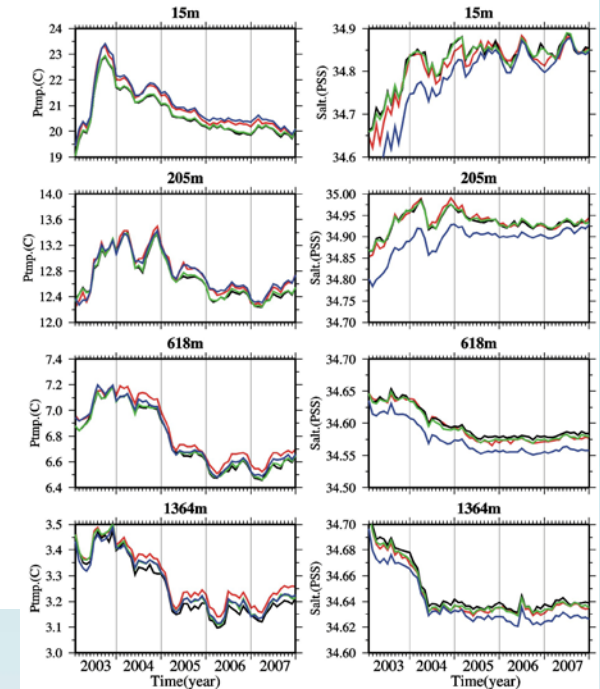 15m
15m
Ptmp.(C)
24
23
22
21
20
19
Salt.(PSS)
34.9
34.8
34.7
34.6
205m
205m
Ptmp.(C)
14.0
13.6
13.2
12.8
12.4
12.0
Salt.(PSS)
35.00
34.95
34.90
34.85
34.80
34.75
34.70
618m
618m
Ptmp.(C)
7.4
7.2
7.0
6.8
6.6
6.4
Salt.(PSS)
34.70
34.65
34.60
34.55
34.50
1364m
1364m
Ptmp.(C)
3.5
3.4
3.3
3.2
3.1
3.0
2003 2004 2005 2006 2007
Time(year)
Salt.(PSS)
34.70
34.68
34.66
34.64
34.62
34.60
2003 2004 2005 2006 2007
Time(year)